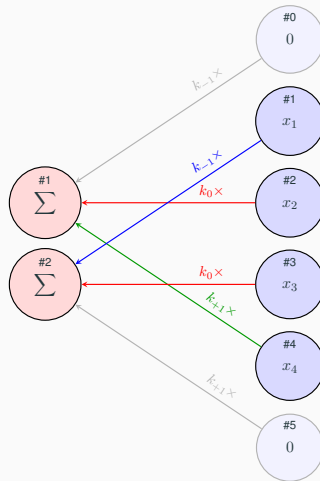 #0
0
k₋₁×
#1
x₁
k₋₁×
#1
∑
k₀×
#2
x₂
#2
∑
k₀×
#3
x₃
k₊₁×
#4
x₄
k₊₁×
#5
0